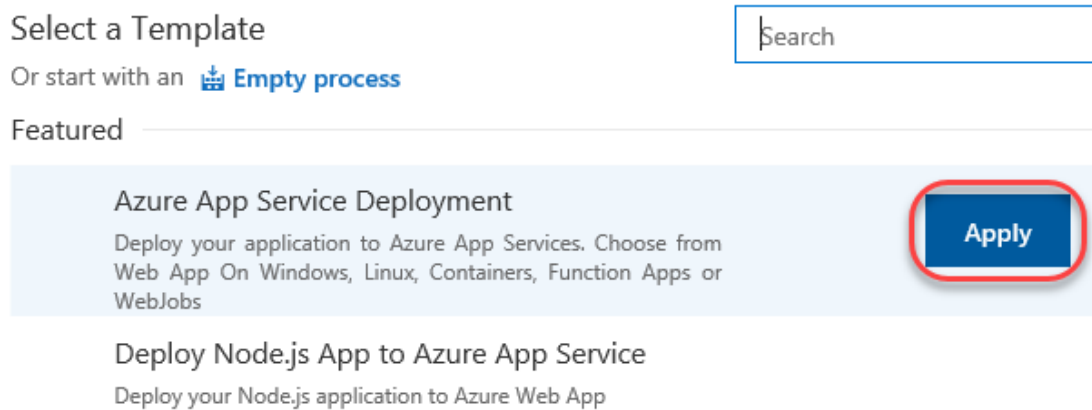 Select a Template
Search
Or start with an Empty process
Featured
Azure App Service Deployment
Deploy your application to Azure App Services. Choose from
Web App On Windows, Linux, Containers, Function Apps or
WebJobs
Apply
Deploy Node.js App to Azure App Service
Deploy your Node.js application to Azure Web App